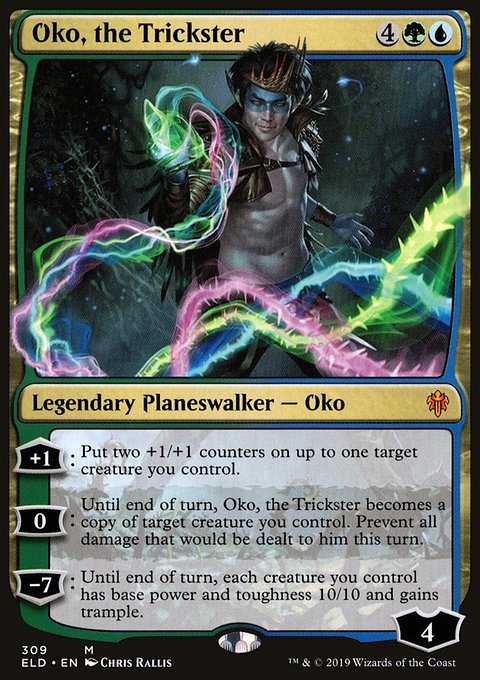 Oko, the Trickster 4
Legendary Planeswalker — Oko
+1 : Put two +1/+1 counters on up to one target
creature you control.
0 : Until end of turn, Oko, the Trickster becomes a
copy of target creature you control. Prevent all
damage that would be dealt to him this turn.
-7 : Until end of turn, each creature you control
has base power and toughness 10/10 and gains
trample.
4
309 M
ELD • EN Chris Rallis
™ & © 2019 Wizards of the Coast